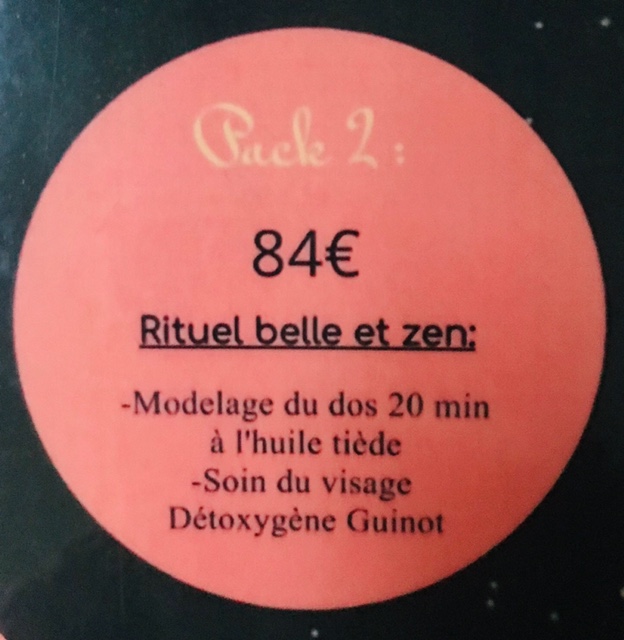 Pack 2 :
84€
Rituel belle et zen:
-Modelage du dos 20 min
à l'huile tiède
-Soin du visage
Détoxygène Guinot